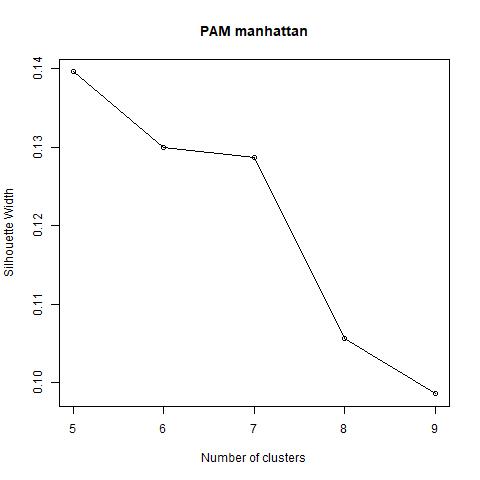 PAM manhattan
Silhouette Width
0.14
0.13
0.12
0.11
0.10
5 6 7 8 9
Number of clusters